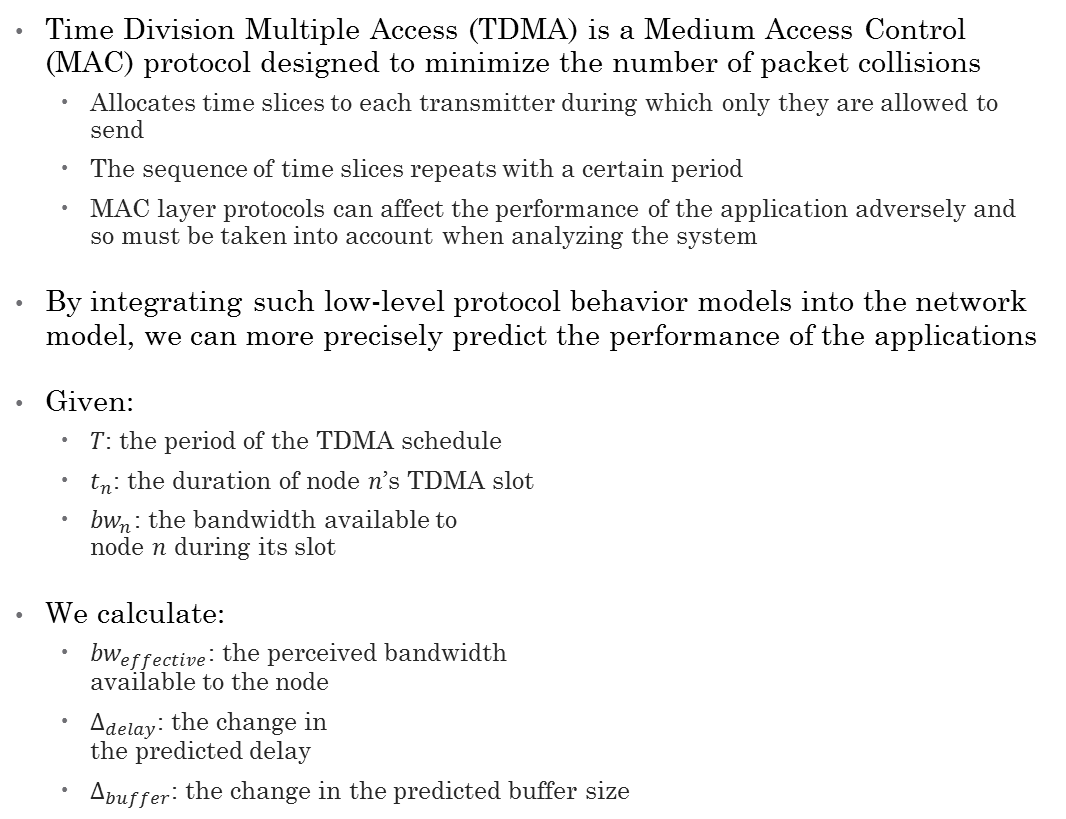 • Time Division Multiple Access (TDMA) is a Medium Access Control
(MAC) protocol designed to minimize the number of packet collisions
• Allocates time slices to each transmitter during which only they are allowed to
send
• The sequence of time slices repeats with a certain period
• MAC layer protocols can affect the performance of the application adversely and
so must be taken into account when analyzing the system
• By integrating such low-level protocol behavior models into the network
model, we can more precisely predict the performance of the applications
• Given:
• T: the period of the TDMA schedule
• tₙ: the duration of node n’s TDMA slot
• bwₙ: the bandwidth available to
node n during its slot
• We calculate:
• bw_effective: the perceived bandwidth
available to the node
• Δ_delay: the change in
the predicted delay
• Δ_buffer: the change in the predicted buffer size